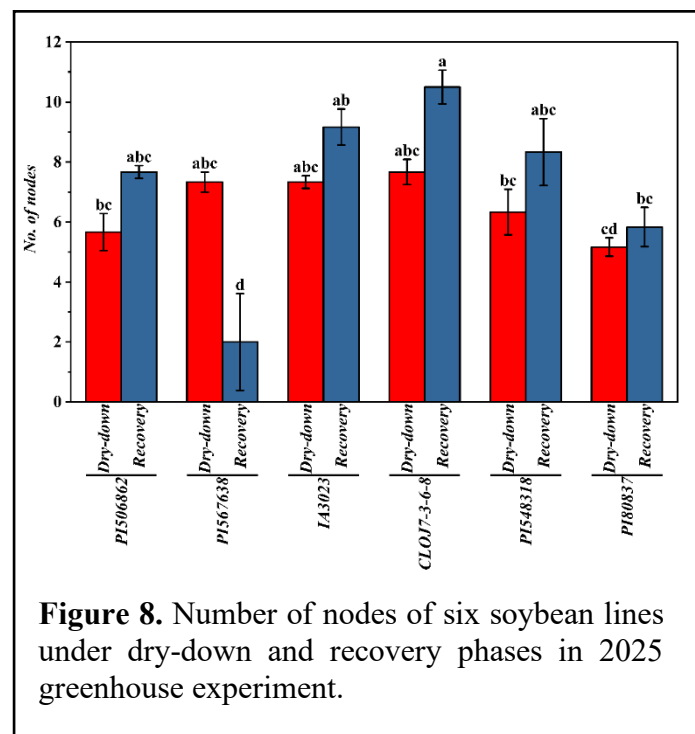 12
10
8
6
4
2
0
No. of nodes
bc
abc
abc
d
abc
ab
abc
a
bc
abc
cd
bc
Dry-down
Recovery
Dry-down
Recovery
Dry-down
Recovery
Dry-down
Recovery
Dry-down
Recovery
Dry-down
Recovery
PI506862
PI567638
IA3023
CLOJ7-3-6-8
PI548318
PI80837
Figure 8. Number of nodes of six soybean lines
under dry-down and recovery phases in 2025
greenhouse experiment.